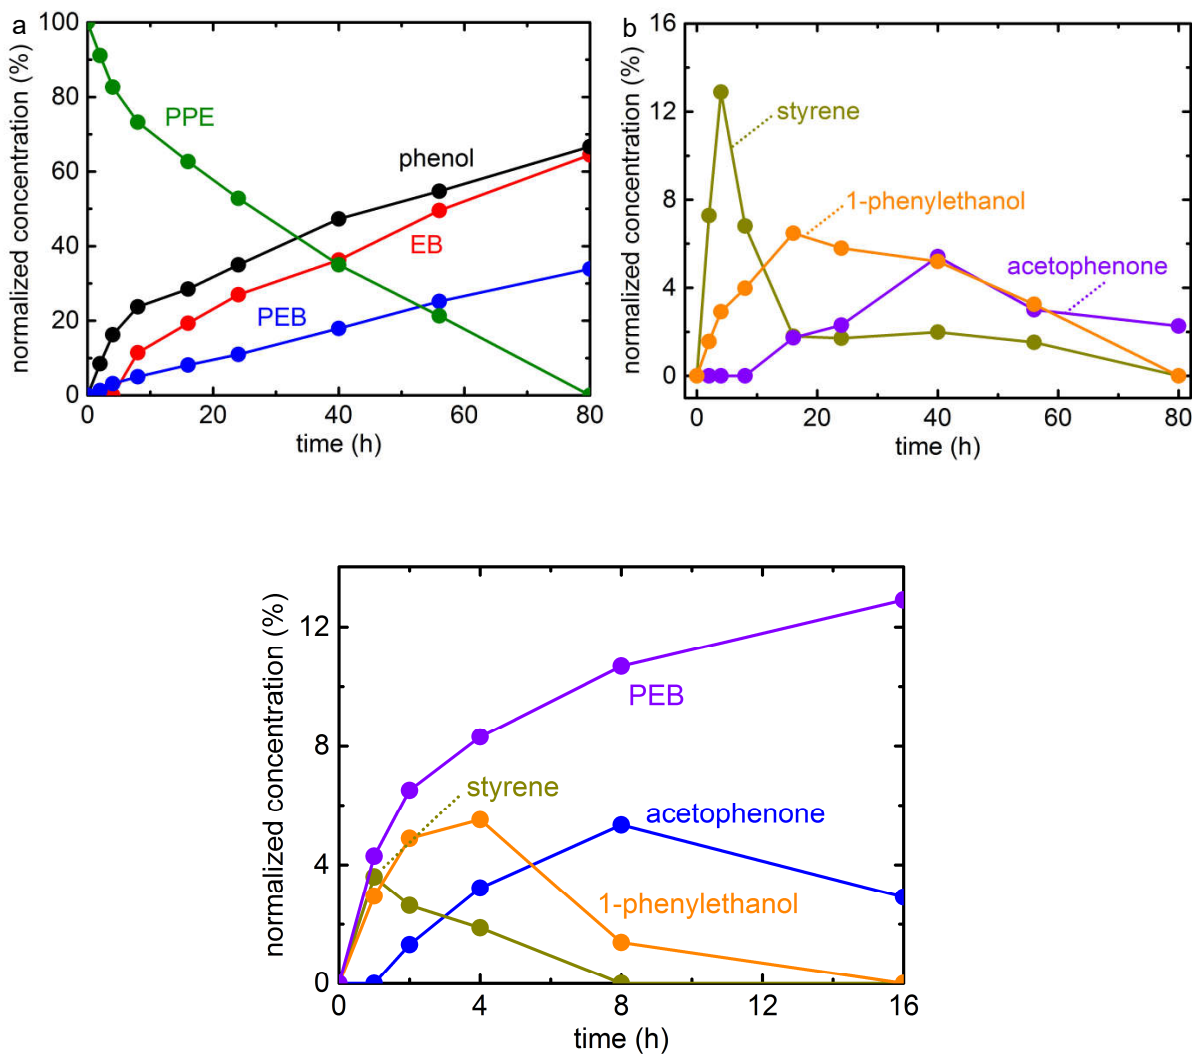 a
normalized concentration (%)
100
80
60
40
20
0
PPE
phenol
EB
PEB
0 20 40 60 80
time (h)
b
normalized concentration (%)
16
12
8
4
0
styrene
1-phenylethanol
acetophenone
0 20 40 60 80
time (h)
normalized concentration (%)
12
8
4
0
PEB
styrene
acetophenone
1-phenylethanol
0 4 8 12 16
time (h)